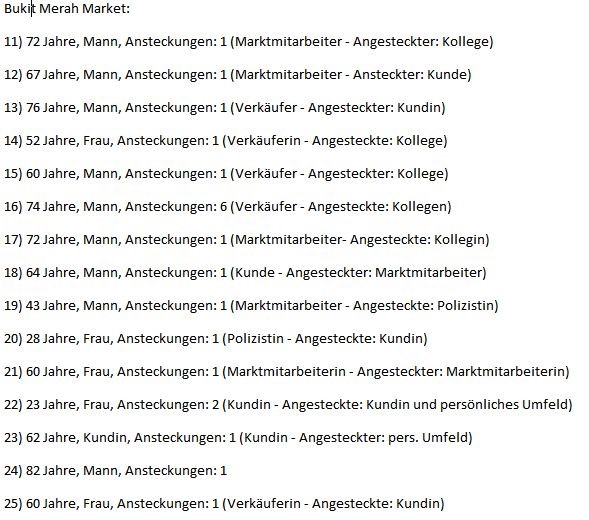 Bukit Merah Market:
11) 72 Jahre, Mann, Ansteckungen: 1 (Marktmitarbeiter - Angesteckter: Kollege)
12) 67 Jahre, Mann, Ansteckungen: 1 (Marktmitarbeiter - Ansteckter: Kunde)
13) 76 Jahre, Mann, Ansteckungen: 1 (Verkäufer - Angesteckter: Kundin)
14) 52 Jahre, Frau, Ansteckungen: 1 (Verkäuferin - Angesteckte: Kollege)
15) 60 Jahre, Mann, Ansteckungen: 1 (Verkäufer - Angesteckter: Kollege)
16) 74 Jahre, Mann, Ansteckungen: 6 (Verkäufer - Angesteckte: Kollegen)
17) 72 Jahre, Mann, Ansteckungen: 1 (Marktmitarbeiter- Angesteckte: Kollegin)
18) 64 Jahre, Mann, Ansteckungen: 1 (Kunde - Angesteckter: Marktmitarbeiter)
19) 43 Jahre, Mann, Ansteckungen: 1 (Marktmitarbeiter - Angesteckte: Polizistin)
20) 28 Jahre, Frau, Ansteckungen: 1 (Polizistin - Angesteckte: Kundin)
21) 60 Jahre, Frau, Ansteckungen: 1 (Marktmitarbeiterin - Angesteckter: Marktmitarbeiterin)
22) 23 Jahre, Frau, Ansteckungen: 2 (Kundin - Angesteckte: Kundin und persönliches Umfeld)
23) 62 Jahre, Kundin, Ansteckungen: 1 (Kundin - Angesteckter: pers. Umfeld)
24) 82 Jahre, Mann, Ansteckungen: 1
25) 60 Jahre, Frau, Ansteckungen: 1 (Verkäuferin - Angesteckte: Kundin)